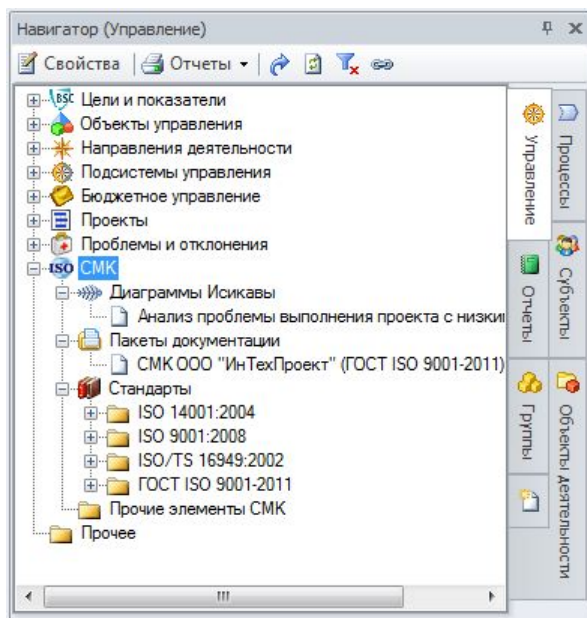 Навигатор (Управление)
Свойства Отчеты
BSC Цели и показатели
Объекты управления
Направления деятельности
Подсистемы управления
Бюджетное управление
Проекты
Проблемы и отклонения
ISO СМК
Диаграммы Исикавы
Анализ проблемы выполнения проекта с низки
Пакеты документации
СМК ООО "ИнТехПроект" (ГОСТ ISO 9001-2011)
Стандарты
ISO 14001:2004
ISO 9001:2008
ISO/TS 16949:2002
ГОСТ ISO 9001-2011
Прочие элементы СМК
Прочее
Управление
Отчеты
Группы
Процессы
Субъекты
Объекты деятельности